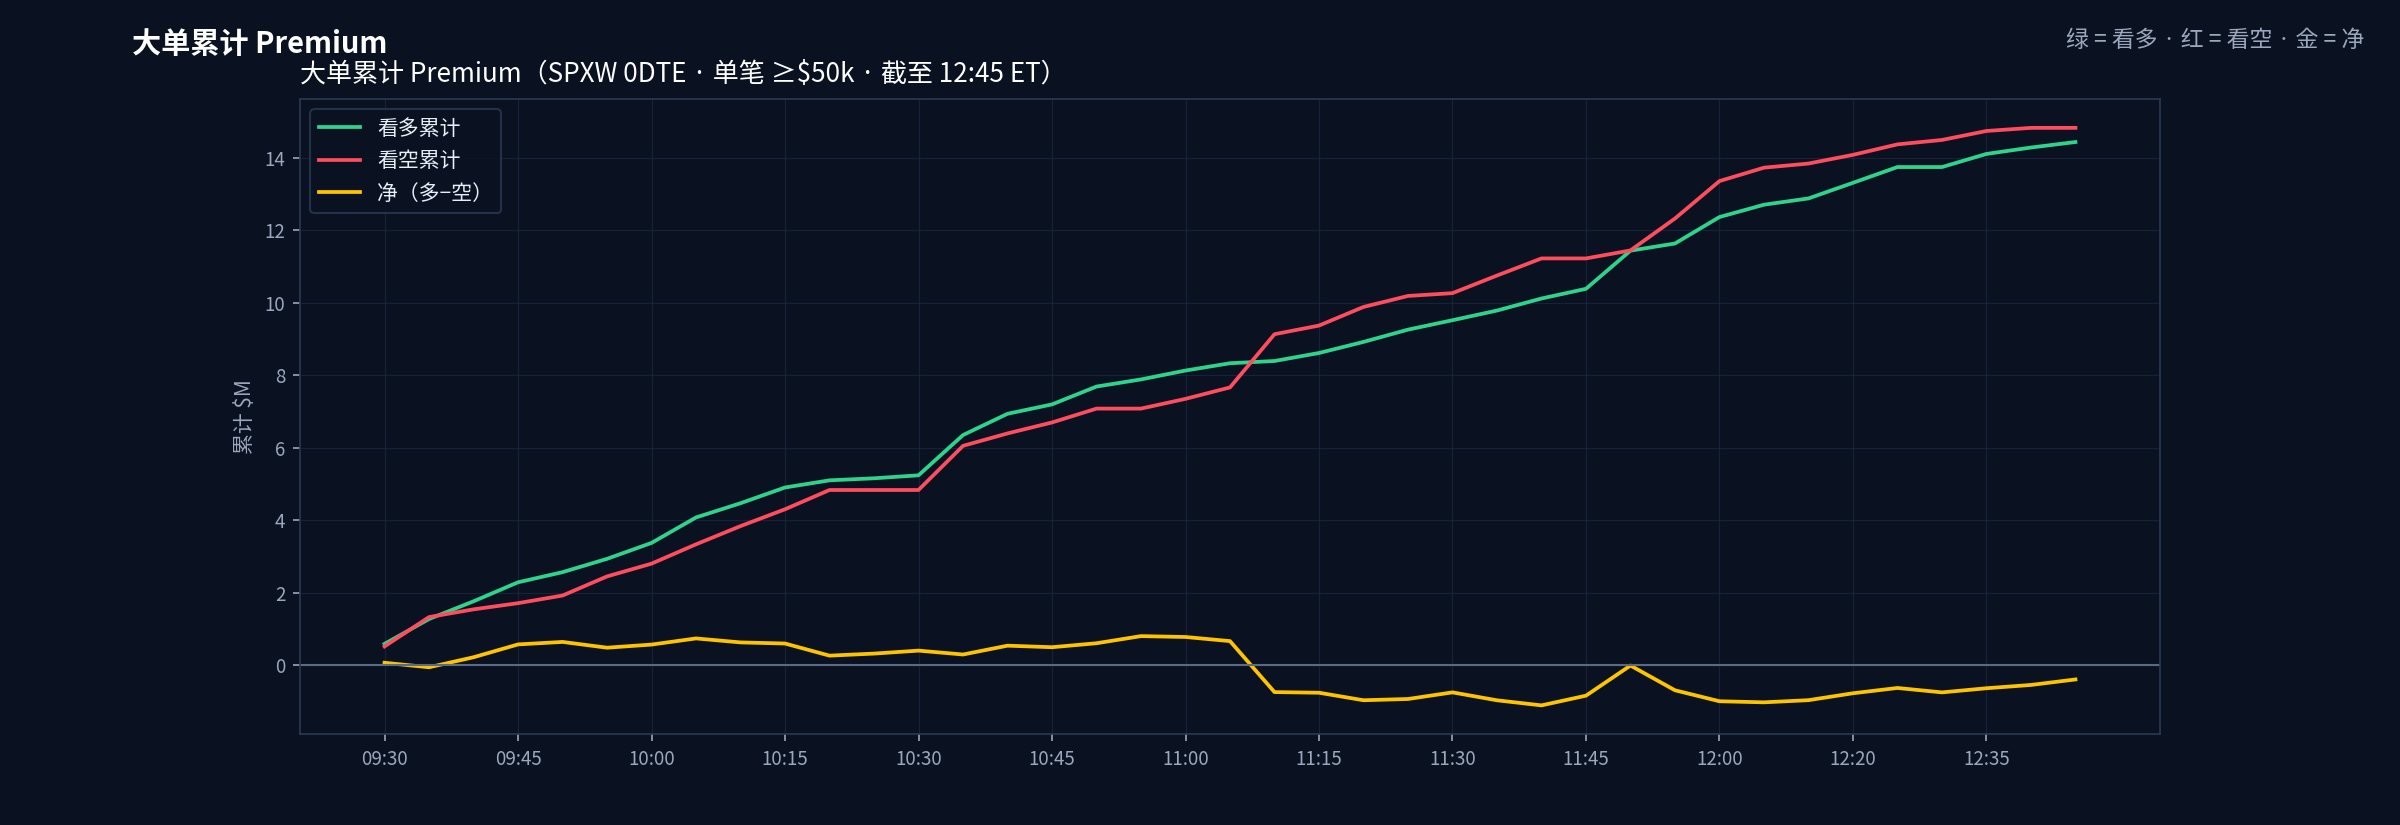 大单累计 Premium
绿 = 看多 · 红 = 看空 · 金 = 净
大单累计 Premium（SPXW 0DTE · 单笔 ≥$50k · 截至 12:45 ET）
看多累计
看空累计
净（多−空）
累计 $M
14
12
10
8
6
4
2
0
09:30 09:45 10:00 10:15 10:30 10:45 11:00 11:15 11:30 11:45 12:00 12:20 12:35